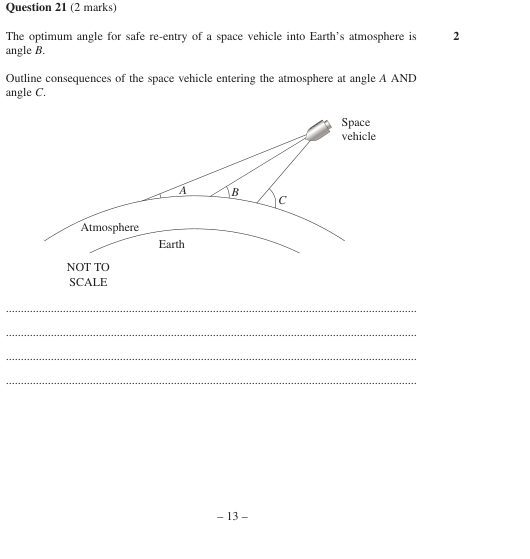 Question 21 (2 marks)
The optimum angle for safe re-entry of a space vehicle into Earth's atmosphere is 2
angle B.
Outline consequences of the space vehicle entering the atmosphere at angle A AND
angle C.
Space
vehicle
A
B
C
Atmosphere
Earth
NOT TO
SCALE
– 13 –